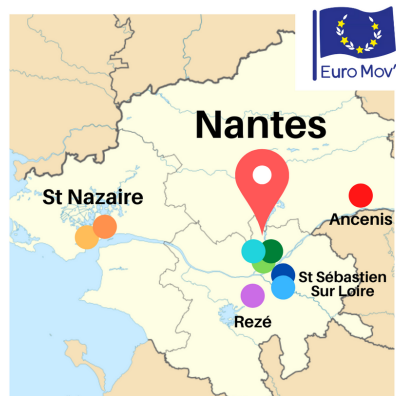 Euro Mov'
Nantes
St Nazaire
Ancenis
St Sébastien
Sur Loire
Rezé